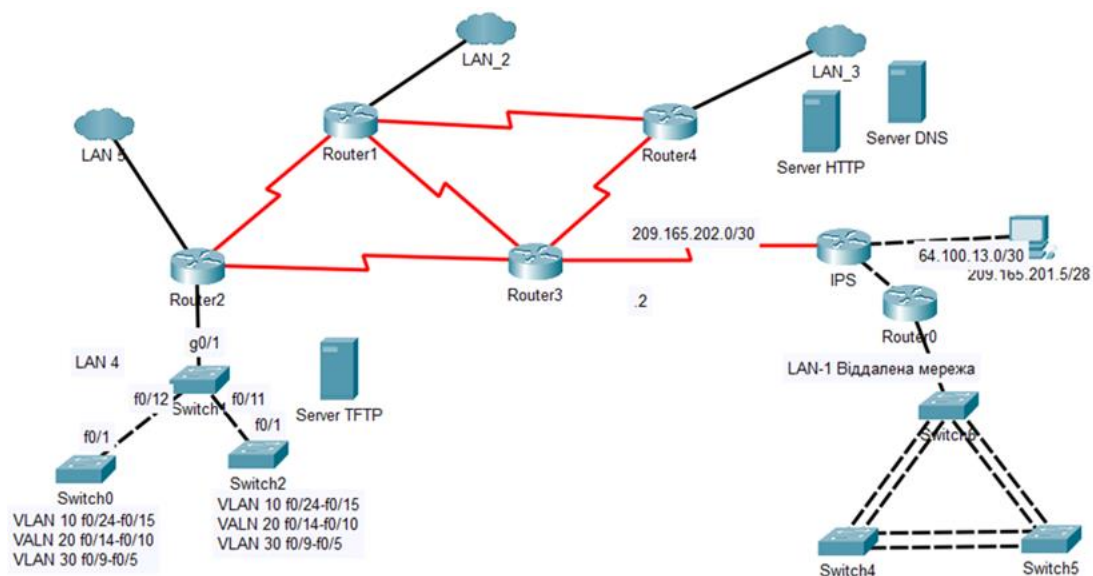 LAN_2
LAN_3
Server DNS
Server HTTP
Router1
Router4
LAN 5
209.165.202.0/30
64.100.13.0/30
209.165.201.5/28
IPS
Router2
Router3
.2
Router0
g0/1
LAN 4
LAN-1 Віддалена мережа
f0/12
f0/11
Server TFTP
f0/1
f0/1
Switch6
Switch0
Switch2
VLAN 10 f0/24-f0/15
VALN 20 f0/14-f0/10
VLAN 30 f0/9-f0/5
VLAN 10 f0/24-f0/15
VALN 20 f0/14-f0/10
VLAN 30 f0/9-f0/5
Switch4
Switch5